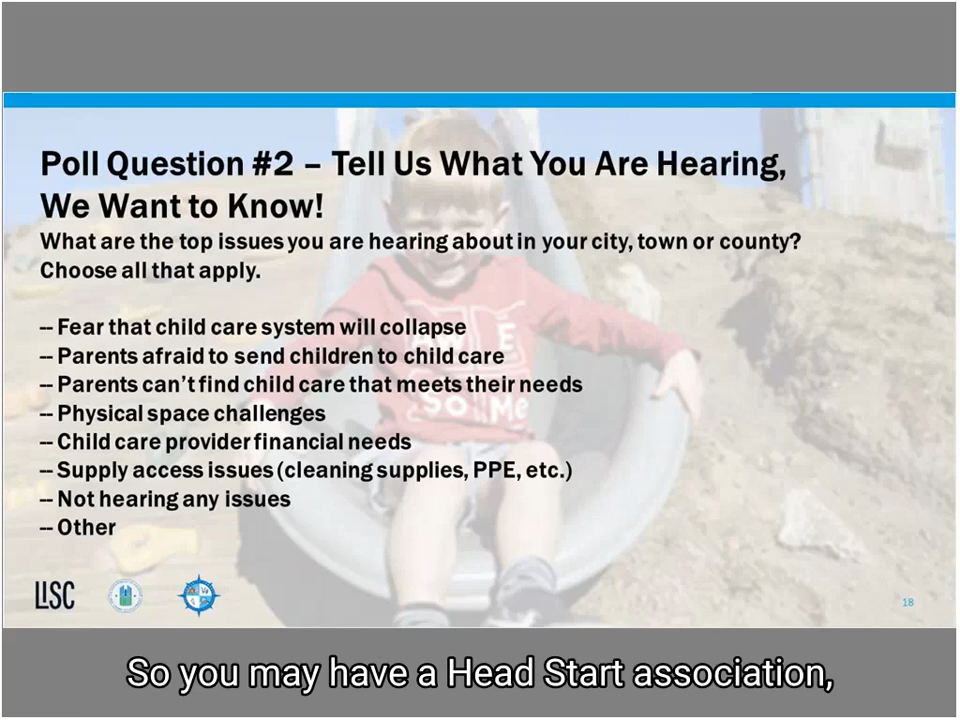 Poll Question #2 – Tell Us What You Are Hearing,
We Want to Know!
What are the top issues you are hearing about in your city, town or county?
Choose all that apply.
-- Fear that child care system will collapse
-- Parents afraid to send children to child care
-- Parents can't find child care that meets their needs
-- Physical space challenges
-- Child care provider financial needs
-- Supply access issues (cleaning supplies, PPE, etc.)
-- Not hearing any issues
-- Other
AW E
So Me
LISC
18
So you may have a Head Start association,